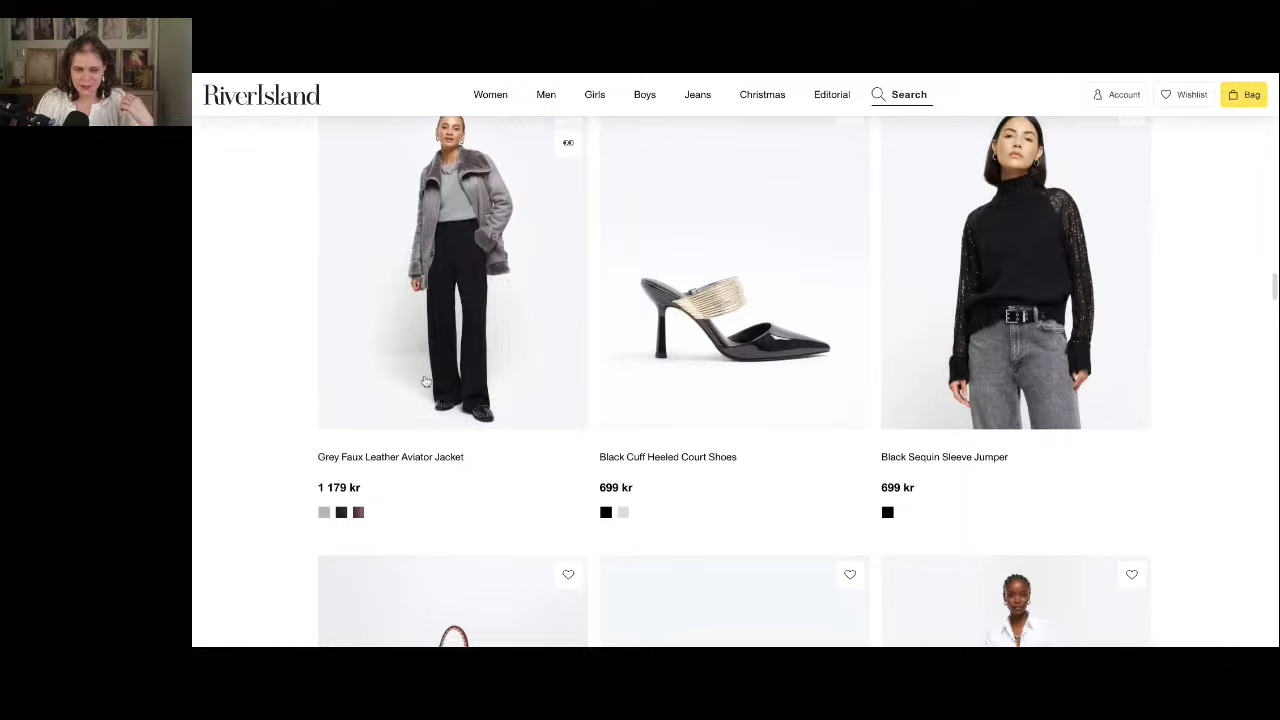 RiverIsland
Women
Men
Girls
Boys
Jeans
Christmas
Editorial
Search
Account
Wishlist
Bag
Grey Faux Leather Aviator Jacket
1 179 kr
Black Cuff Heeled Court Shoes
699 kr
Black Sequin Sleeve Jumper
699 kr